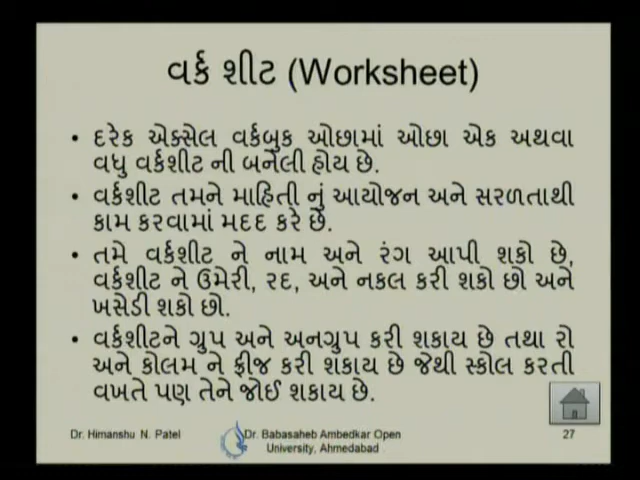 વર્ક શીટ (Worksheet)
• દરેક એક્સેલ વર્કબુક ઓછામાં ઓછા એક અથવા
વધુ વર્કશીટ ની બનેલી હોય છે.
• વર્કશીટ તમને માહિતી નું આયોજન અને સરળતાથી
કામ કરવામાં મદદ કરે છે.
• તમે વર્કશીટ ને નામ અને રંગ આપી શકો છે,
વર્કશીટ ને ઉમેરી, રદ, અને નકલ કરી શકો છો અને
ખસેડી શકો છો.
• વર્કશીટને ગ્રુપ અને અનગ્રુપ કરી શકાય છે તથા રો
અને કોલમ ને ફ્રીજ કરી શકાય છે જેથી સ્કોલ કરતી
વખતે પણ તેને જોઈ શકાય છે.
Dr. Himanshu N. Patel
Dr. Babasaheb Ambedkar Open
University, Ahmedabad
27